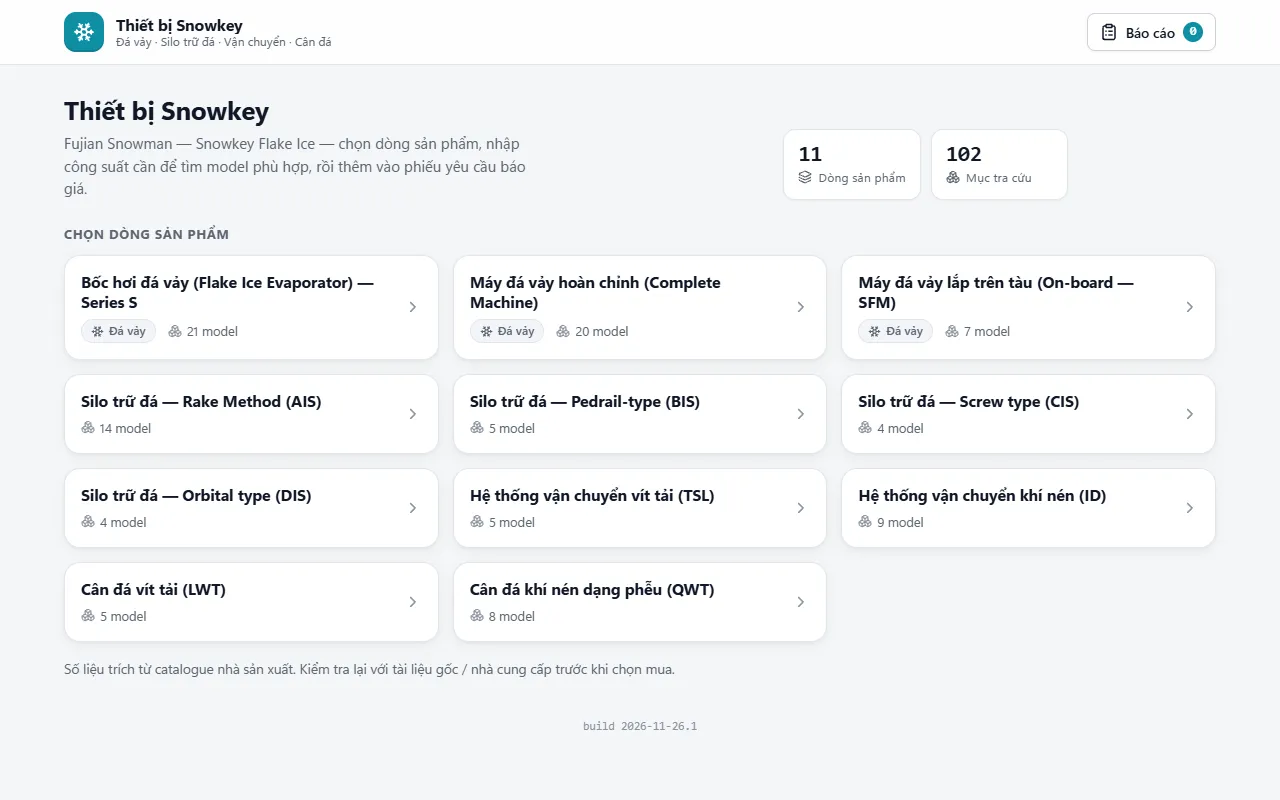 Thiết bị Snowkey
Đá vảy · Silo trữ đá · Vận chuyển · Cân đá
Báo cáo 0
Thiết bị Snowkey
Fujian Snowman — Snowkey Flake Ice — chọn dòng sản phẩm, nhập
công suất cần để tìm model phù hợp, rồi thêm vào phiếu yêu cầu báo
giá.
11
Dòng sản phẩm
102
Mục tra cứu
CHỌN DÒNG SẢN PHẨM
Bốc hơi đá vảy (Flake Ice Evaporator) —
Series S
Đá vảy 21 model
Máy đá vảy hoàn chỉnh (Complete
Machine)
Đá vảy 20 model
Máy đá vảy lắp trên tàu (On-board —
SFM)
Đá vảy 7 model
Silo trữ đá — Rake Method (AIS)
14 model
Silo trữ đá — Pedrail-type (BIS)
5 model
Silo trữ đá — Screw type (CIS)
4 model
Silo trữ đá — Orbital type (DIS)
4 model
Hệ thống vận chuyển vít tải (TSL)
5 model
Hệ thống vận chuyển khí nén (ID)
9 model
Cân đá vít tải (LWT)
5 model
Cân đá khí nén dạng phễu (QWT)
8 model
Số liệu trích từ catalogue nhà sản xuất. Kiểm tra lại với tài liệu gốc / nhà cung cấp trước khi chọn mua.
build 2026-11-26.1